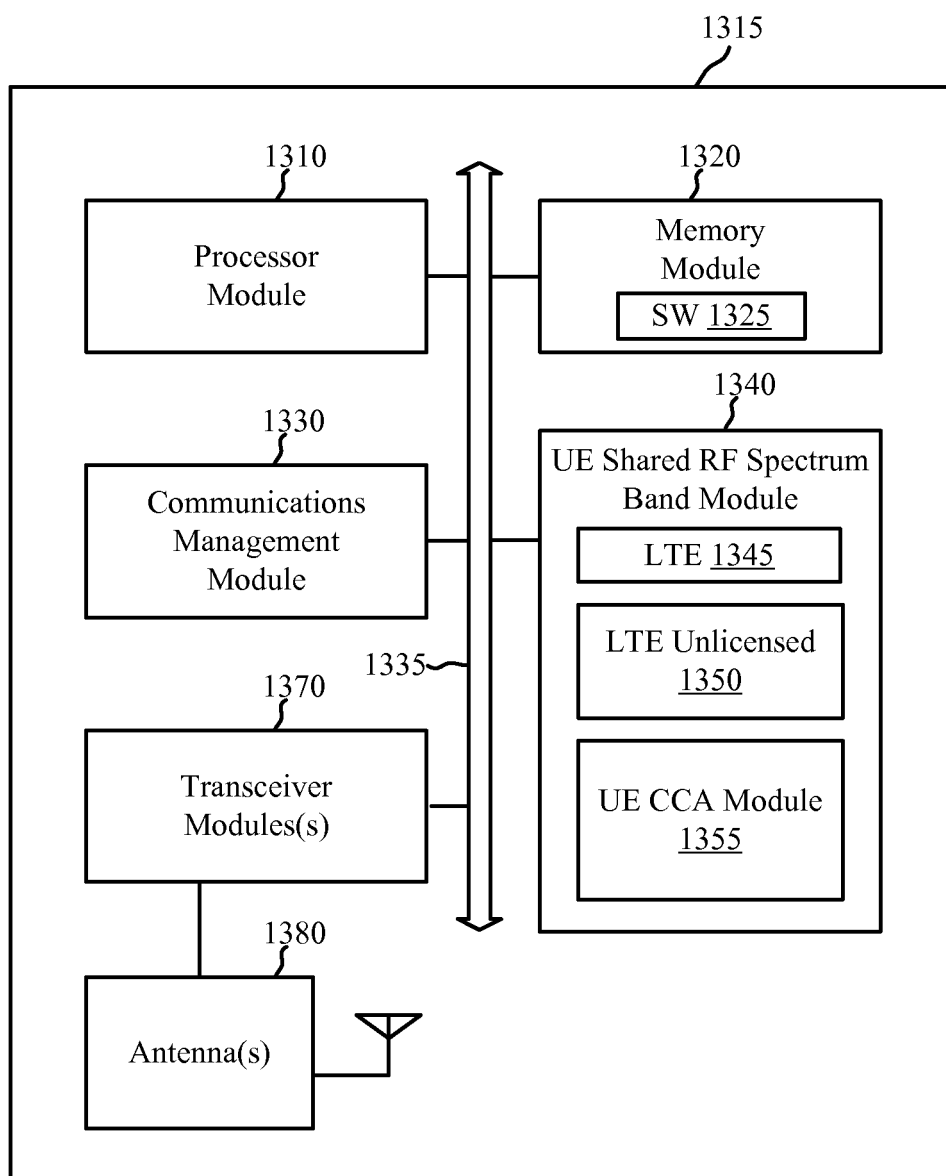 1315
1310
Processor
Module
1320
Memory
Module
SW 1325
1330
Communications
Management
Module
1340
UE Shared RF Spectrum
Band Module
LTE 1345
LTE Unlicensed
1350
UE CCA Module
1355
1335
1370
Transceiver
Modules(s)
1380
Antenna(s)